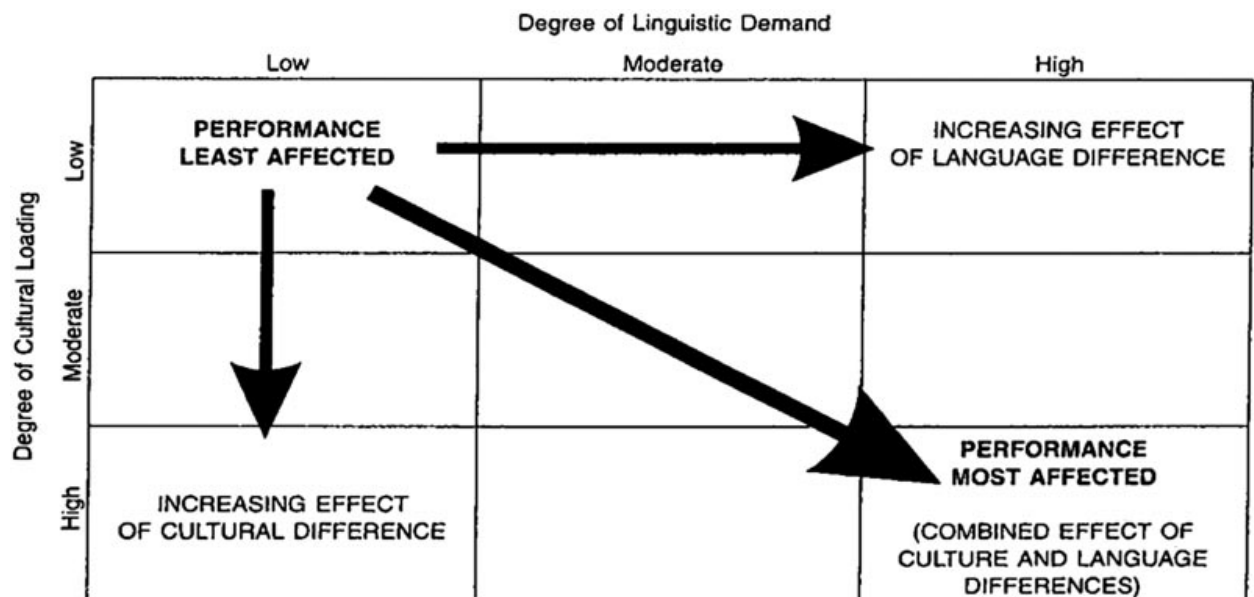 Degree of Linguistic Demand
Low
Moderate
High
Degree of Cultural Loading
Low
PERFORMANCE
LEAST AFFECTED
INCREASING EFFECT
OF LANGUAGE DIFFERENCE
Moderate
High
INCREASING EFFECT
OF CULTURAL DIFFERENCE
PERFORMANCE
MOST AFFECTED
(COMBINED EFFECT OF
CULTURE AND LANGUAGE
DIFFERENCES)